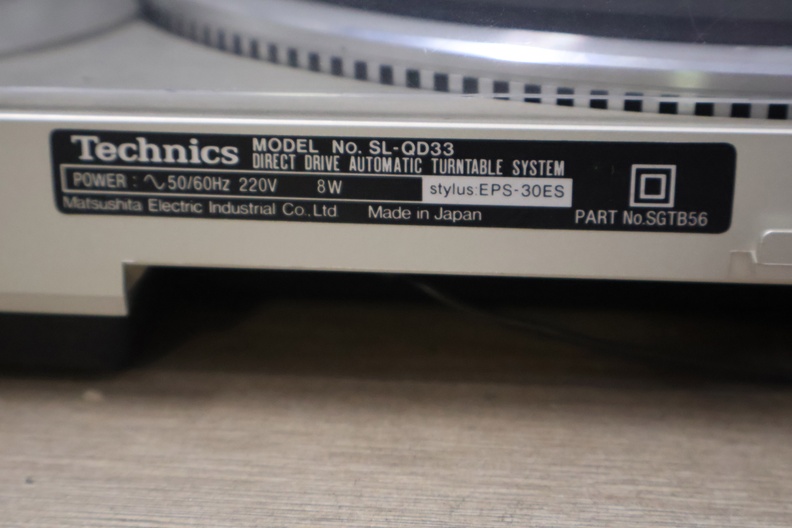 Technics MODEL No. SL-QD33
DIRECT DRIVE AUTOMATIC TURNTABLE SYSTEM
POWER : ∿ 50/60Hz 220V 8W stylus:EPS-30ES
Matsushita Electric Industrial Co., Ltd Made in Japan PART No.SGTB56